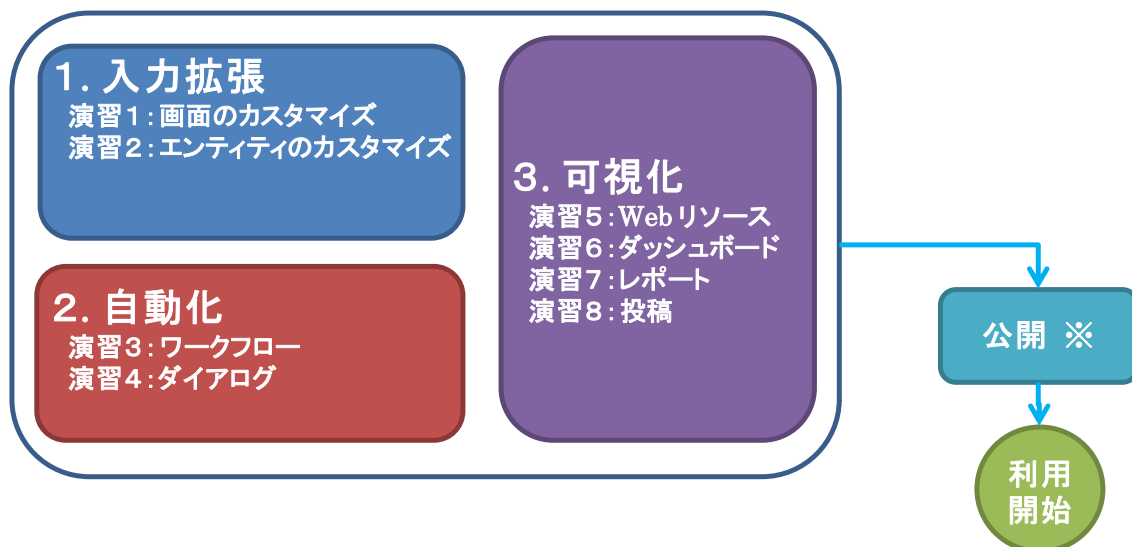 １. 入力拡張
演習１：画面のカスタマイズ
演習２：エンティティのカスタマイズ
２. 自動化
演習３：ワークフロー
演習４：ダイアログ
３. 可視化
演習５：Web リソース
演習６：ダッシュボード
演習７：レポート
演習８：投稿
公開 ※
利用
開始